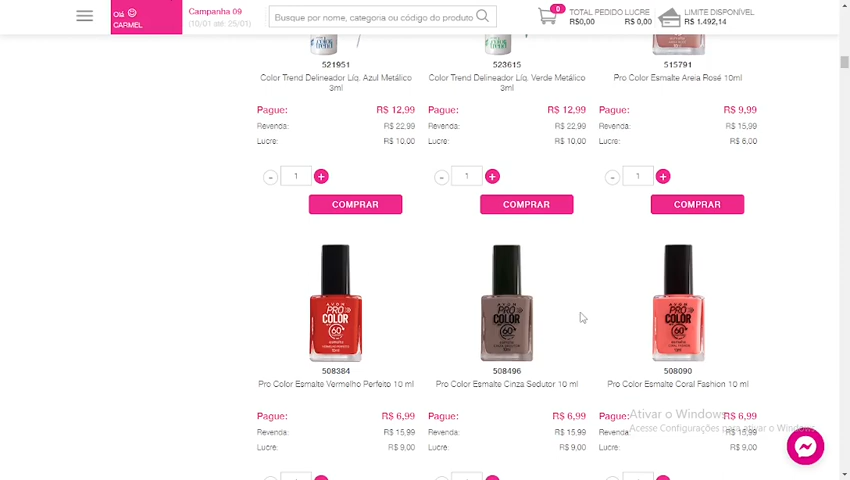 Olá ☺
CARMEL
Campanha 09
(10/01 até: 25/01)
Busque por nome, categoria ou código do produto
0
TOTAL PEDIDO LUCRE
R$0,00 R$ 0,00
LIMITE DISPONÍVEL
R$ 1.492,14
521951 523615 515791
Color Trend Delineador Líq. Azul Metálico
3ml
Color Trend Delineador Líq. Verde Metálico
3ml
Pro Color Esmalte Areia Rosé 10ml
Pague: R$ 12,99 Pague: R$ 12,99 Pague: R$ 9,99
Revenda: R$ 22,99 Revenda: R$ 22,99 Revenda: R$ 15,99
Lucre: R$ 10,00 Lucre: R$ 10,00 Lucre: R$ 6,00
- 1 + - 1 + - 1 +
COMPRAR COMPRAR COMPRAR
AVON AVON AVON
PRO PRO PRO
COLOR COLOR COLOR
60 60 60
508384 508496 508090
Pro Color Esmalte Vermelho Perfeito 10 ml Pro Color Esmalte Cinza Sedutor 10 ml Pro Color Esmalte Coral Fashion 10 ml
Pague: R$ 6,99 Pague: R$ 6,99 Pague: R$ 6,99
Revenda: R$ 15,99 Revenda: R$ 15,99 Revenda: R$ 15,99
Lucre: R$ 9,00 Lucre: R$ 9,00 Lucre: R$ 9,00
Ativar o Windows
Acesse Configurações para ativar o Windows.